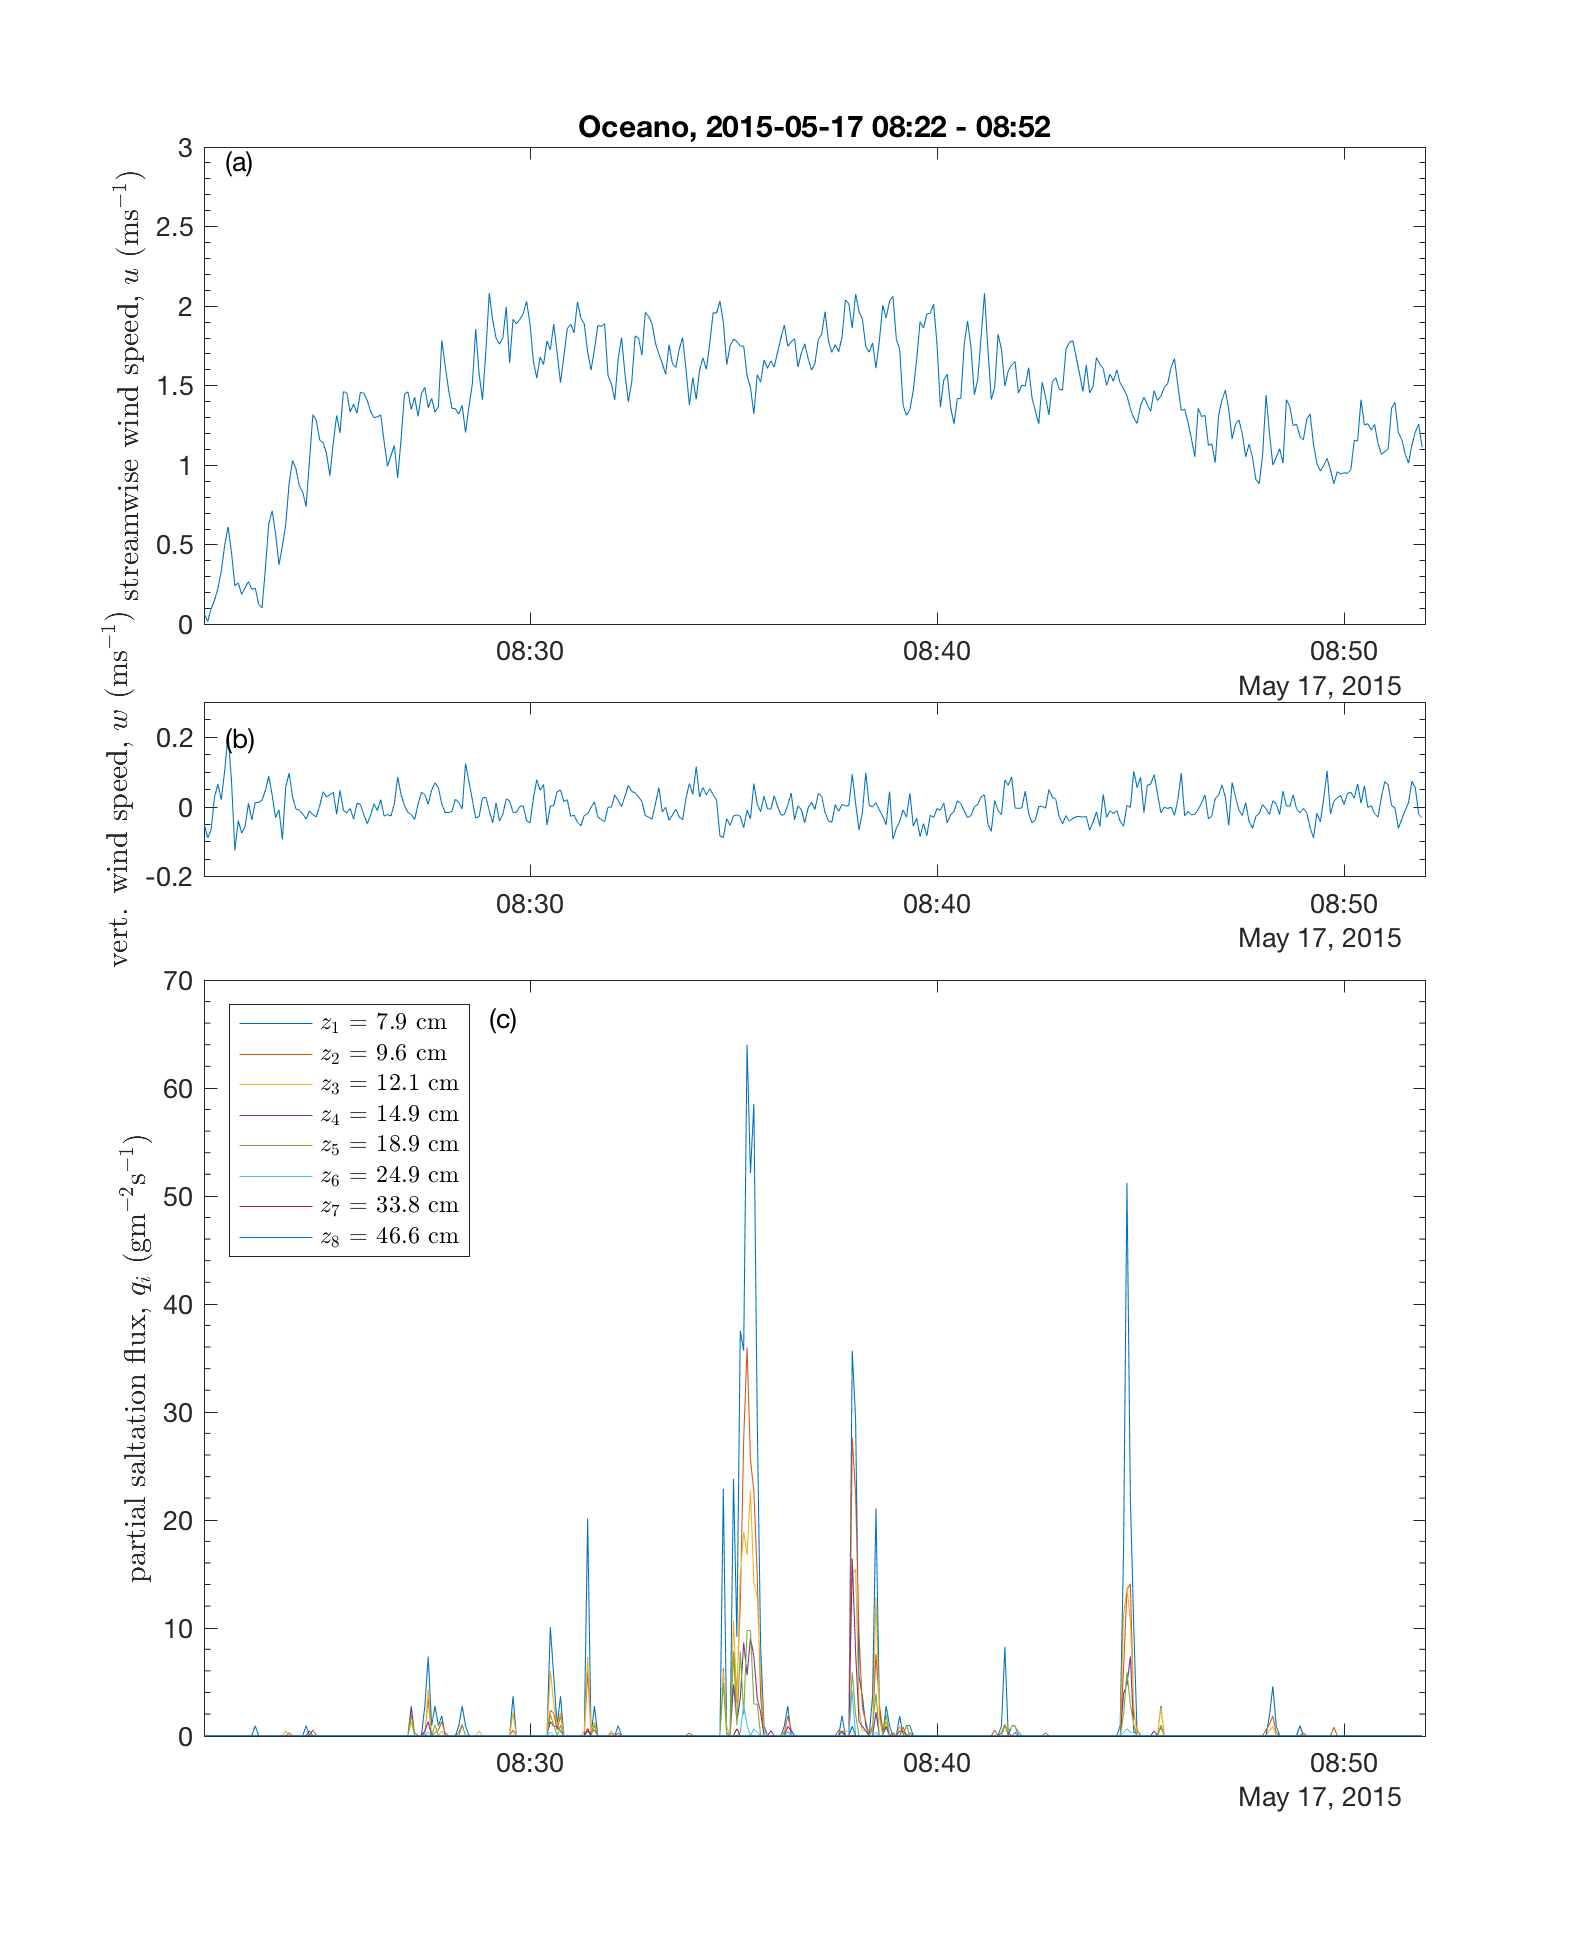 Oceano, 2015-05-17 08:22 - 08:52
(a)
streamwise wind speed, u (ms⁻¹)
3
2.5
2
1.5
1
0.5
0
08:30
08:40
08:50
May 17, 2015
(b)
vert. wind speed, w (ms⁻¹)
0.2
0
-0.2
08:30
08:40
08:50
May 17, 2015
(c)
partial saltation flux, qᵢ (gm⁻²s⁻¹)
70
60
50
40
30
20
10
0
z₁ = 7.9 cm
z₂ = 9.6 cm
z₃ = 12.1 cm
z₄ = 14.9 cm
z₅ = 18.9 cm
z₆ = 24.9 cm
z₇ = 33.8 cm
z₈ = 46.6 cm
08:30
08:40
08:50
May 17, 2015